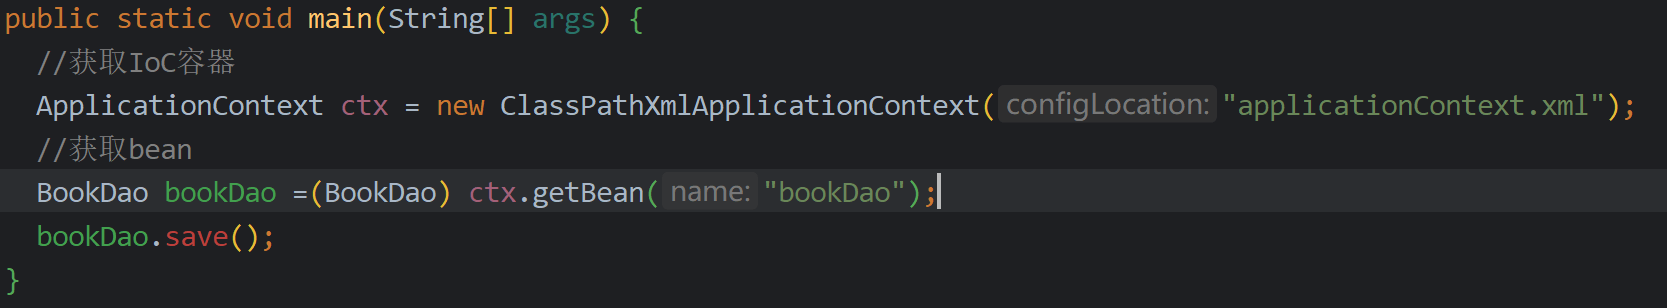 public static void main(String[] args) {
//获取IoC容器
ApplicationContext ctx = new ClassPathXmlApplicationContext( configLocation: "applicationContext.xml");
//获取bean
BookDao bookDao =(BookDao) ctx.getBean( name: "bookDao");
bookDao.save();
}